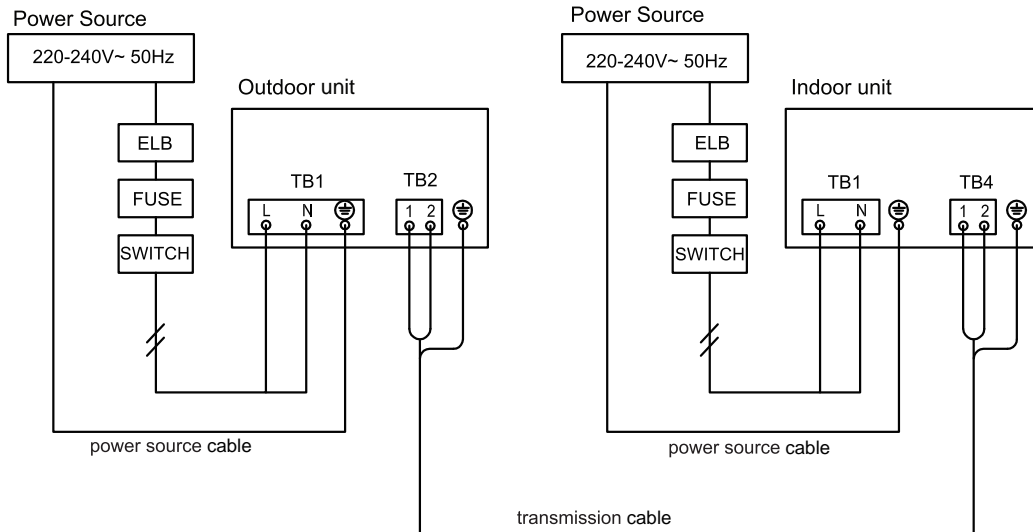 Power Source
220-240V~ 50Hz
Outdoor unit
ELB
FUSE
SWITCH
TB1
L N
TB2
1 2
power source cable
Power Source
220-240V~ 50Hz
Indoor unit
ELB
FUSE
SWITCH
TB1
L N
TB4
1 2
power source cable
transmission cable